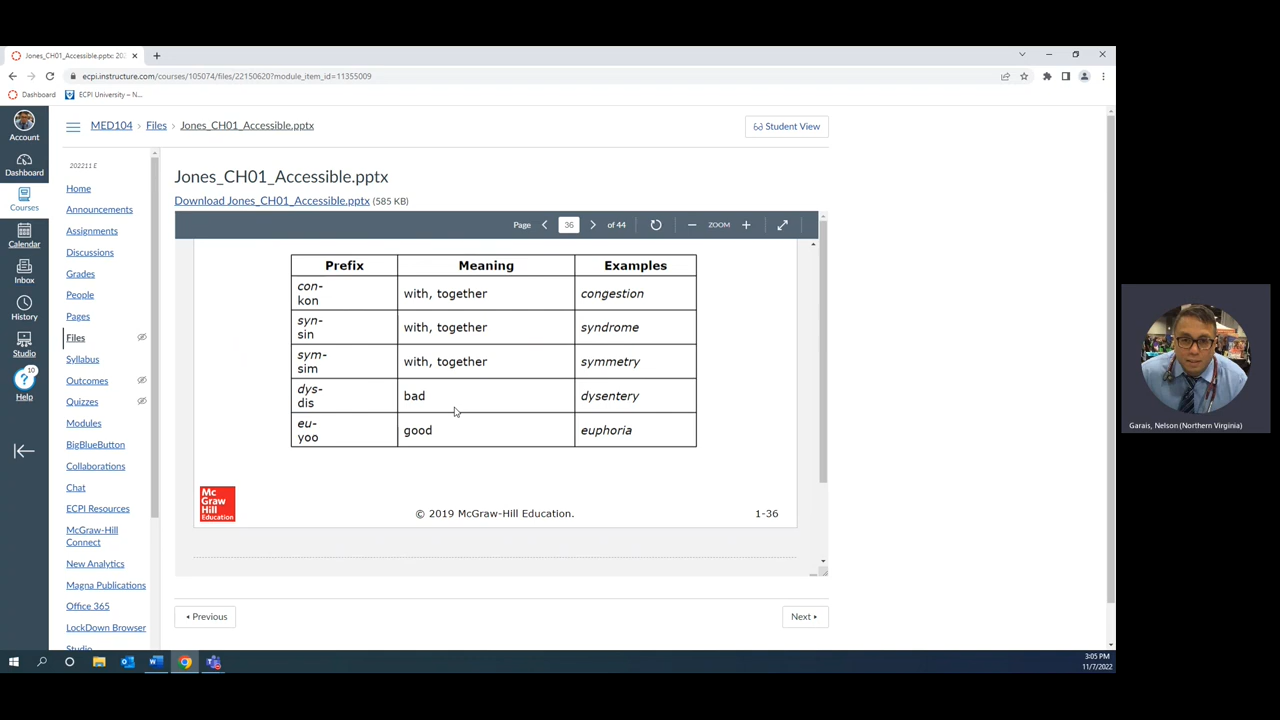 Jones_CH01_Accessible.pptx: 202
ecpi.instructure.com/courses/105074/files/22150620?module_item_id=11355009
Dashboard
ECPI University – N...
Account
Dashboard
Courses
Calendar
Inbox
History
Studio
10
Help
MED104 › Files › Jones_CH01_Accessible.pptx
Student View
202211 E
Home
Announcements
Assignments
Discussions
Grades
People
Pages
Files
Syllabus
Outcomes
Quizzes
Modules
BigBlueButton
Collaborations
Chat
ECPI Resources
McGraw-Hill
Connect
New Analytics
Magna Publications
Office 365
LockDown Browser
Studio
Jones_CH01_Accessible.pptx
Download Jones_CH01_Accessible.pptx (585 KB)
Page 36 of 44 ZOOM
Prefix Meaning Examples
con-
kon
with, together
congestion
syn-
sin
with, together
syndrome
sym-
sim
with, together
symmetry
dys-
dis
bad
dysentery
eu-
yoo
good
euphoria
Mc
Graw
Hill
Education
© 2019 McGraw-Hill Education.
1-36
Previous
Next
Garais, Nelson (Northern Virginia)
3:05 PM
11/7/2022